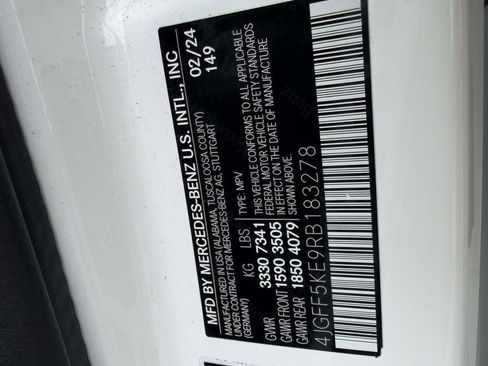 MFD BY MERCEDES-BENZ U.S. INTL., INC
MANUFACTURED IN USA (ALABAMA, TUSCALOOSA COUNTY)
UNDER CONTRACT FOR MERCEDES-BENZ AG, STUTTGART
(GERMANY)
02/24
149
KG LBS
GVWR 3330 7341
GAWR FRONT 1590 3505
GAWR REAR 1850 4079
TYPE: MPV
THIS VEHICLE CONFORMS TO ALL APPLICABLE
FEDERAL MOTOR VEHICLE SAFETY STANDARDS
IN EFFECT ON THE DATE OF MANUFACTURE
SHOWN ABOVE.
4JGFF5KE9RB183278